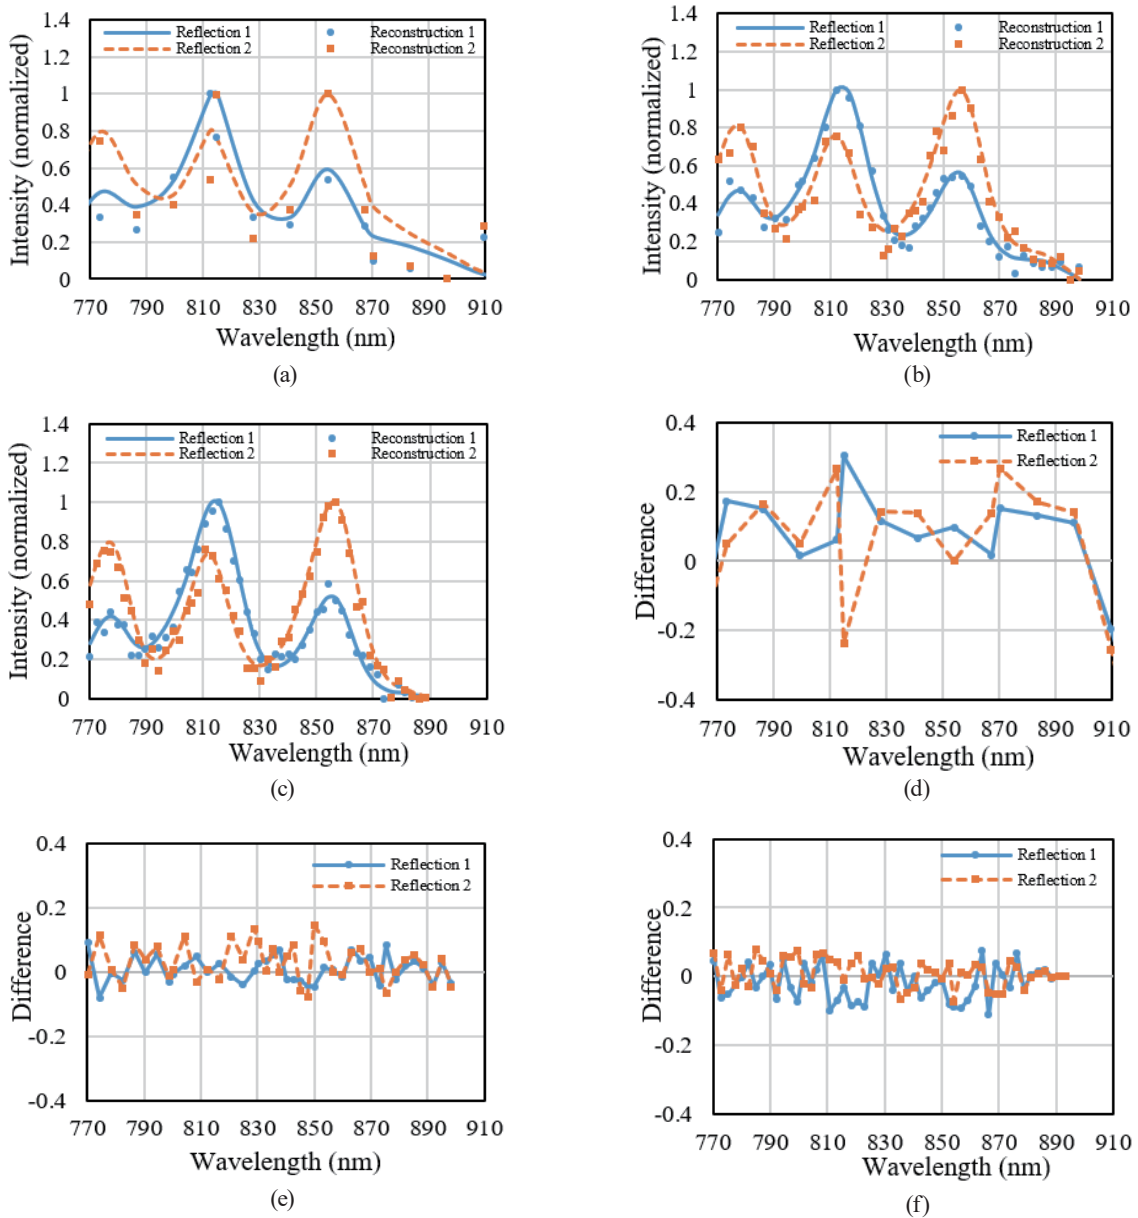 1.4
1.2
1
0.8
0.6
0.4
0.2
0
Intensity (normalized)
Reflection 1
Reflection 2
Reconstruction 1
Reconstruction 2
770 790 810 830 850 870 890 910
Wavelength (nm)
(a)
1.4
1.2
1
0.8
0.6
0.4
0.2
0
Intensity (normalized)
Reflection 1
Reflection 2
Reconstruction 1
Reconstruction 2
770 790 810 830 850 870 890 910
Wavelength (nm)
(b)
1.4
1.2
1
0.8
0.6
0.4
0.2
0
Intensity (normalized)
Reflection 1
Reflection 2
Reconstruction 1
Reconstruction 2
770 790 810 830 850 870 890 910
Wavelength (nm)
(c)
0.4
0.2
0
-0.2
-0.4
Difference
Reflection 1
Reflection 2
770 790 810 830 850 870 890 910
Wavelength (nm)
(d)
0.4
0.2
0
-0.2
-0.4
Difference
Reflection 1
Reflection 2
770 790 810 830 850 870 890 910
Wavelength (nm)
(e)
0.4
0.2
0
-0.2
-0.4
Difference
Reflection 1
Reflection 2
770 790 810 830 850 870 890 910
Wavelength (nm)
(f)